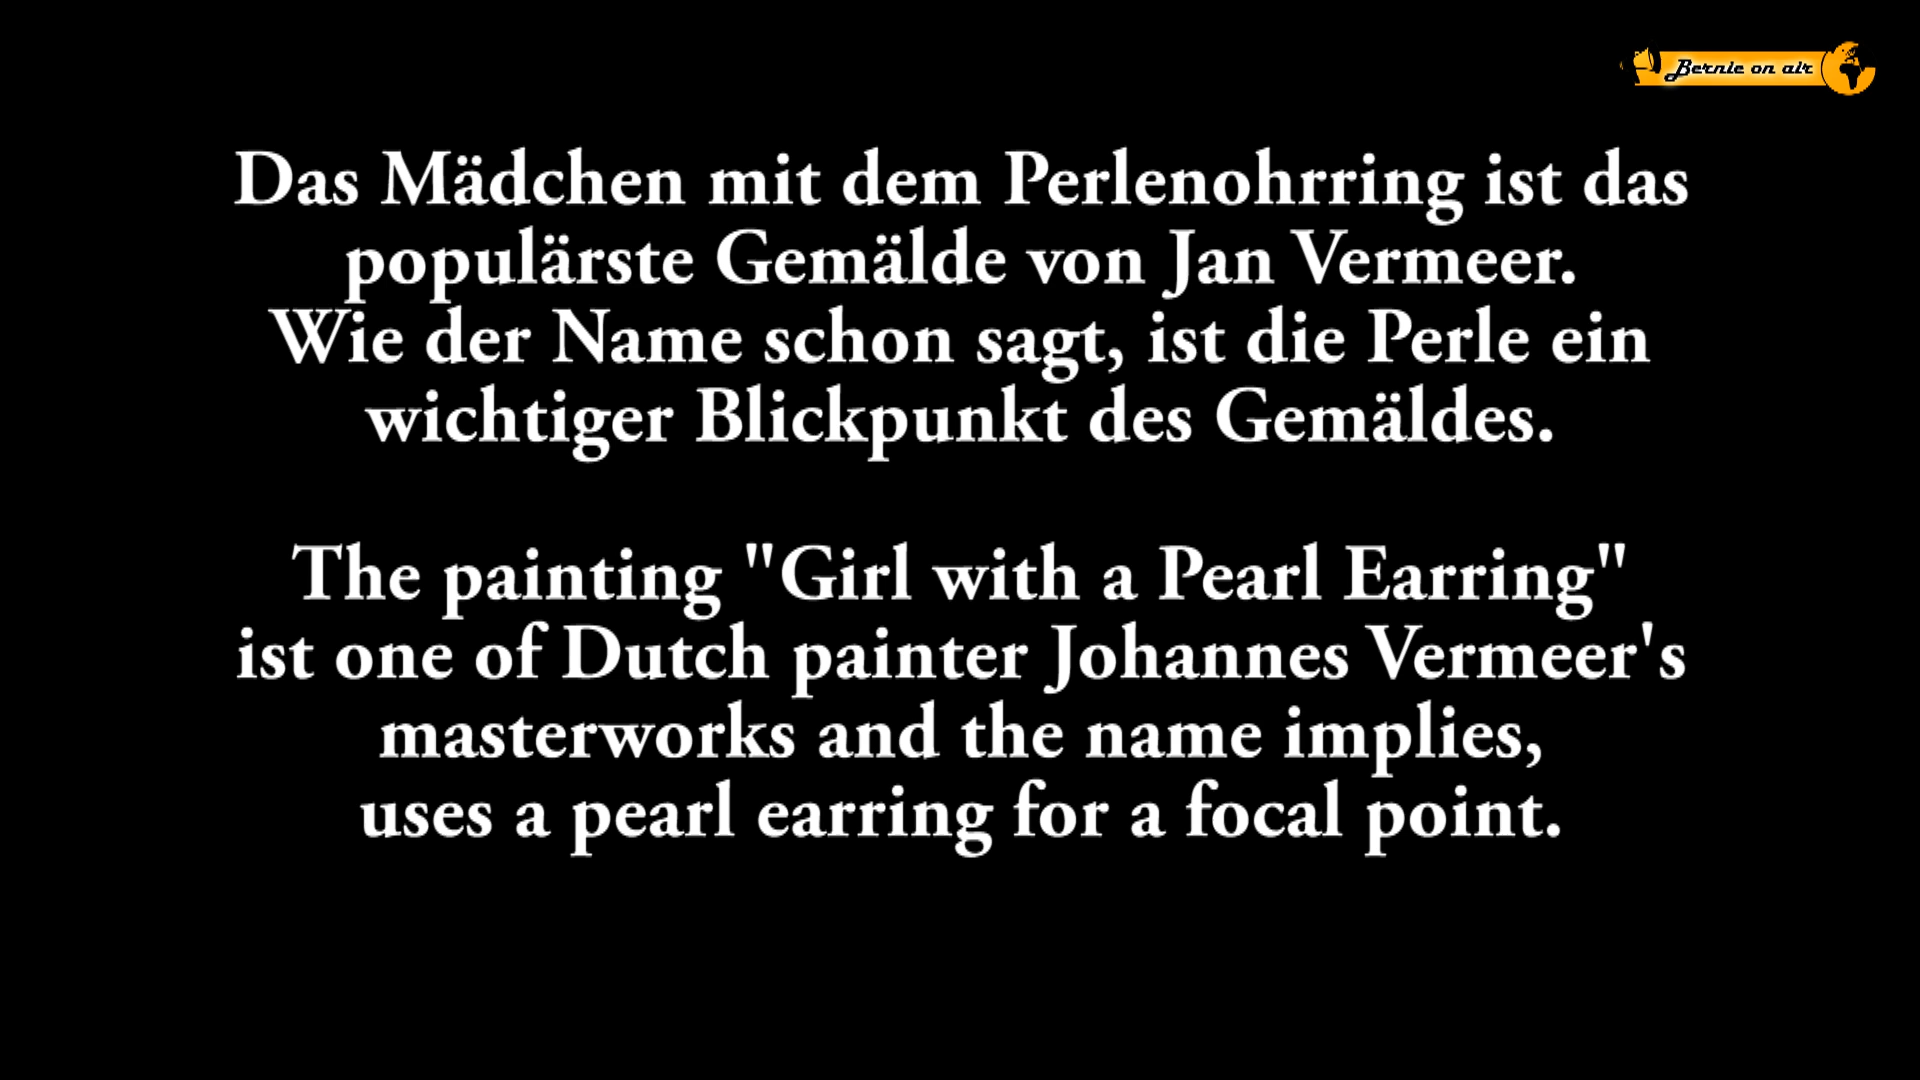 Bernie on air
Das Mädchen mit dem Perlenohrring ist das
populärste Gemälde von Jan Vermeer.
Wie der Name schon sagt, ist die Perle ein
wichtiger Blickpunkt des Gemäldes.
The painting "Girl with a Pearl Earring"
ist one of Dutch painter Johannes Vermeer's
masterworks and the name implies,
uses a pearl earring for a focal point.